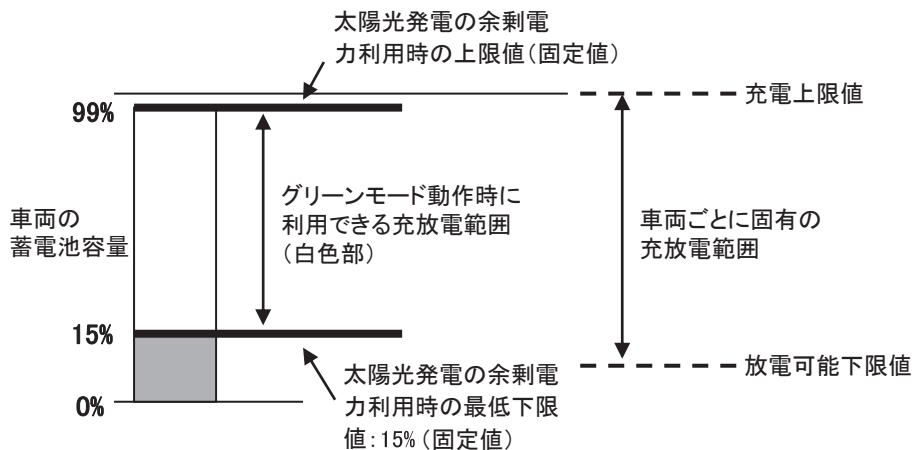 太陽光発電の余剰電
力利用時の上限値(固定値)
充電上限値
99%
グリーンモード動作時に
利用できる充放電範囲
(白色部)
車両の
蓄電池容量
車両ごとに固有の
充放電範囲
15%
放電可能下限値
太陽光発電の余剰電
力利用時の最低下限
値:15%(固定値)
0%